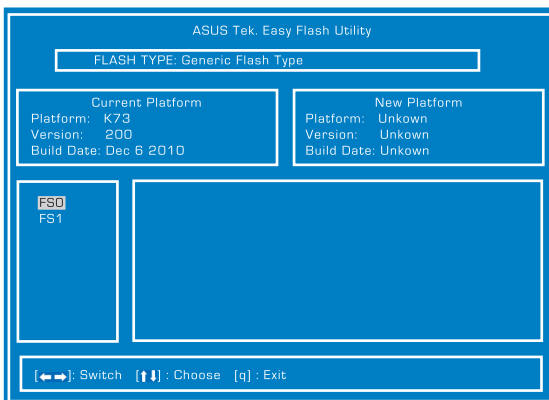 ASUS Tek. Easy Flash Utility
FLASH TYPE: Generic Flash Type
Current Platform
Platform: K73
Version: 200
Build Date: Dec 6 2010
New Platform
Platform: Unkown
Version: Unkown
Build Date: Unkown
FS0
FS1
[←→]: Switch [↑↓] : Choose [q] : Exit